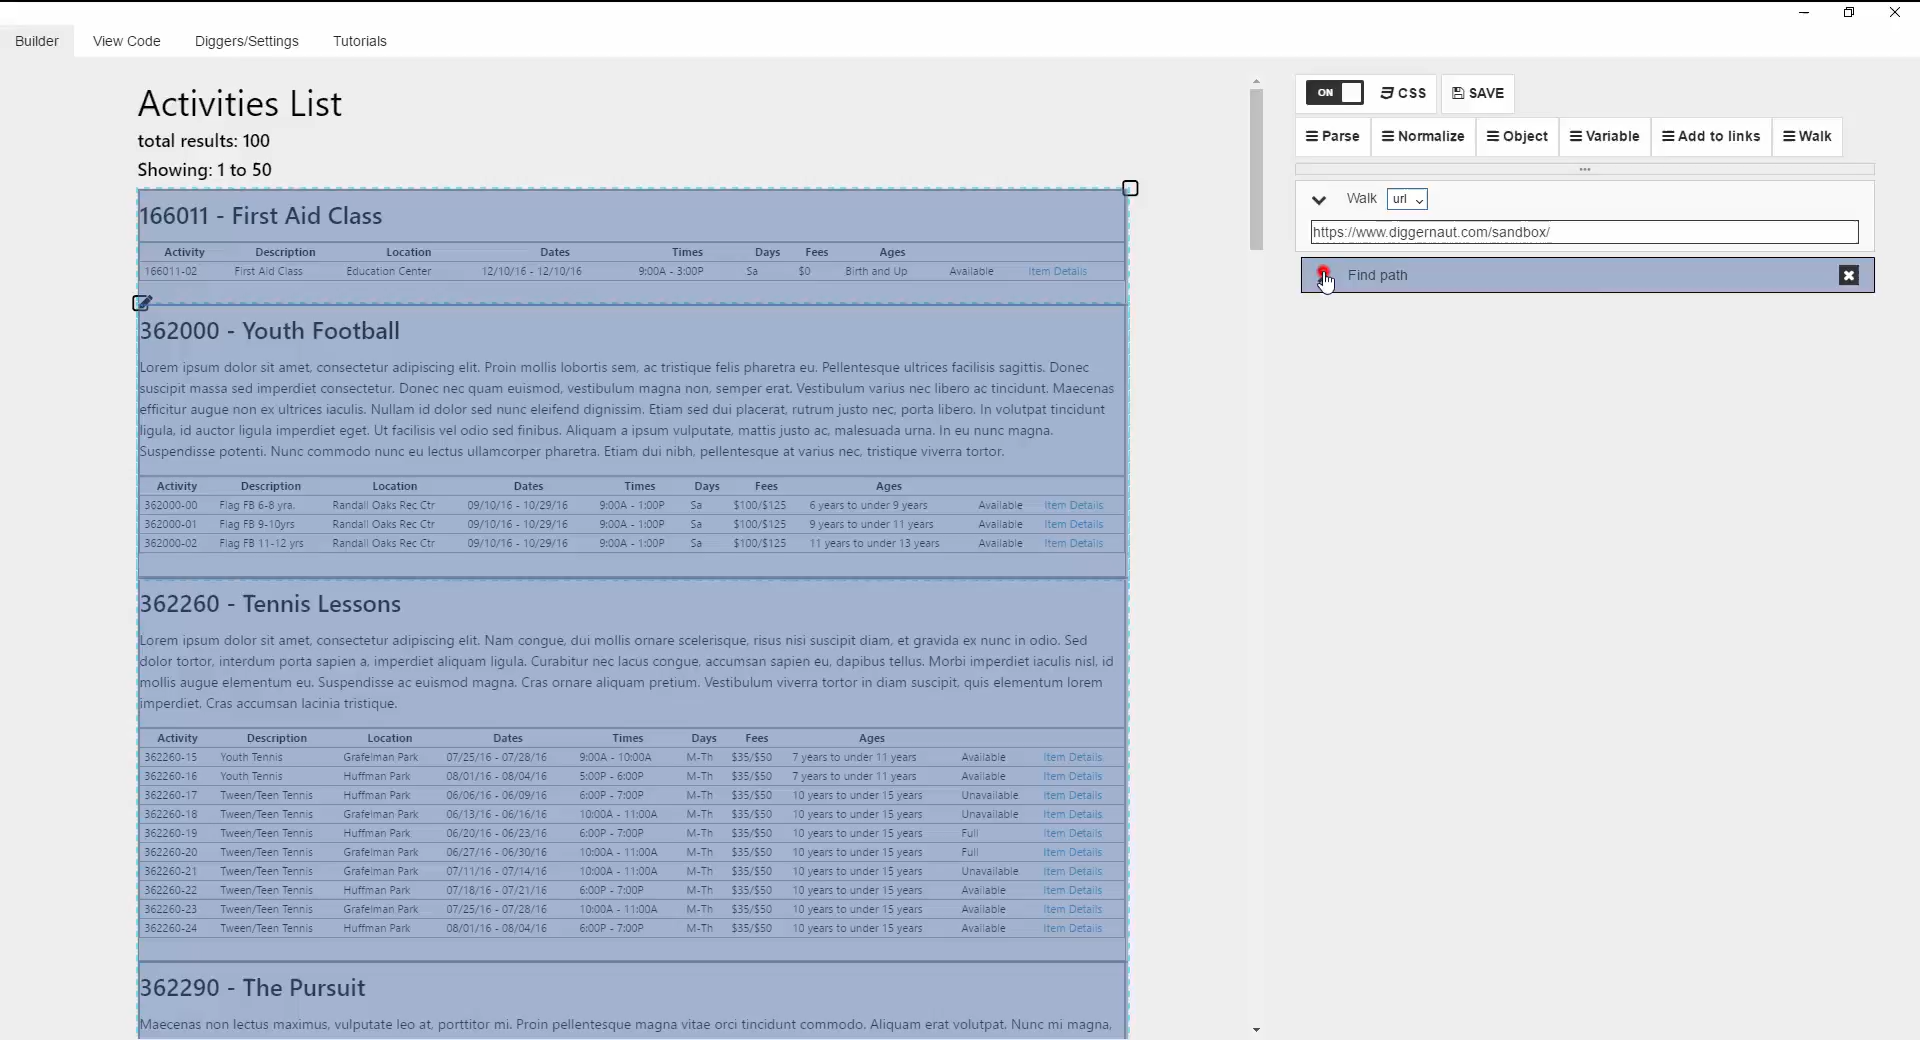 Builder View Code Diggers/Settings Tutorials
Activities List
total results: 100
Showing: 1 to 50
166011 - First Aid Class
Activity Description Location Dates Times Days Fees Ages
166011-02 First Aid Class Education Center 12/10/16 - 12/10/16 9:00A - 3:00P Sa $0 Birth and Up Available Item Details
362000 - Youth Football
Lorem ipsum dolor sit amet, consectetur adipiscing elit. Proin mollis lobortis sem, ac tristique felis pharetra eu. Pellentesque ultrices facilisis sagittis. Donec
suscipit massa sed imperdiet consectetur. Donec nec quam euismod, vestibulum magna non, semper erat. Vestibulum varius nec libero ac tincidunt. Maecenas
efficitur augue non ex ultrices iaculis. Nullam id dolor sed nunc eleifend dignissim. Etiam sed dui placerat, rutrum justo nec, porta libero. In volutpat tincidunt
ligula, id auctor ligula imperdiet eget. Ut facilisis vel odio sed finibus. Aliquam a ipsum vulputate, mattis justo ac, malesuada urna. In eu nunc magna.
Suspendisse potenti. Nunc commodo nunc eu lectus ullamcorper pharetra. Etiam dui nibh, pellentesque at varius nec, tristique viverra tortor.
Activity Description Location Dates Times Days Fees Ages
362000-00 Flag FB 6-8 yra. Randall Oaks Rec Ctr 09/10/16 - 10/29/16 9:00A - 1:00P Sa $100/$125 6 years to under 9 years Available Item Details
362000-01 Flag FB 9-10yrs Randall Oaks Rec Ctr 09/10/16 - 10/29/16 9:00A - 1:00P Sa $100/$125 9 years to under 11 years Available Item Details
362000-02 Flag FB 11-12 yrs Randall Oaks Rec Ctr 09/10/16 - 10/29/16 9:00A - 1:00P Sa $100/$125 11 years to under 13 years Available Item Details
362260 - Tennis Lessons
Lorem ipsum dolor sit amet, consectetur adipiscing elit. Nam congue, dui mollis ornare scelerisque, risus nisi suscipit diam, et gravida ex nunc in odio. Sed
dolor tortor, interdum porta sapien a, imperdiet aliquam ligula. Curabitur nec lacus congue, accumsan sapien eu, dapibus tellus. Morbi imperdiet iaculis nisl, id
mollis augue elementum eu. Suspendisse ac euismod magna. Cras ornare aliquam pretium. Vestibulum viverra tortor in diam suscipit, quis elementum lorem
imperdiet. Cras accumsan lacinia tristique.
Activity Description Location Dates Times Days Fees Ages
362260-15 Youth Tennis Grafelman Park 07/25/16 - 07/28/16 9:00A - 10:00A M-Th $35/$50 7 years to under 11 years Available Item Details
362260-16 Youth Tennis Huffman Park 08/01/16 - 08/04/16 5:00P - 6:00P M-Th $35/$50 7 years to under 11 years Available Item Details
362260-17 Tween/Teen Tennis Huffman Park 06/06/16 - 06/09/16 6:00P - 7:00P M-Th $35/$50 10 years to under 15 years Unavailable Item Details
362260-18 Tween/Teen Tennis Grafelman Park 06/13/16 - 06/16/16 10:00A - 11:00A M-Th $35/$50 10 years to under 15 years Unavailable Item Details
362260-19 Tween/Teen Tennis Huffman Park 06/20/16 - 06/23/16 6:00P - 7:00P M-Th $35/$50 10 years to under 15 years Full Item Details
362260-20 Tween/Teen Tennis Grafelman Park 06/27/16 - 06/30/16 10:00A - 11:00A M-Th $35/$50 10 years to under 15 years Full Item Details
362260-21 Tween/Teen Tennis Grafelman Park 07/11/16 - 07/14/16 10:00A - 11:00A M-Th $35/$50 10 years to under 15 years Unavailable Item Details
362260-22 Tween/Teen Tennis Huffman Park 07/18/16 - 07/21/16 6:00P - 7:00P M-Th $35/$50 10 years to under 15 years Available Item Details
362260-23 Tween/Teen Tennis Grafelman Park 07/25/16 - 07/28/16 10:00A - 11:00A M-Th $35/$50 10 years to under 15 years Available Item Details
362260-24 Tween/Teen Tennis Huffman Park 08/01/16 - 08/04/16 6:00P - 7:00P M-Th $35/$50 10 years to under 15 years Available Item Details
362290 - The Pursuit
Maecenas non lectus maximus, vulputate leo at, porttitor mi. Proin pellentesque magna vitae orci tincidunt commodo. Aliquam erat volutpat. Nunc mi magna,
ON CSS SAVE
Parse Normalize Object Variable Add to links Walk
Walk url
https://www.diggernaut.com/sandbox/
Find path